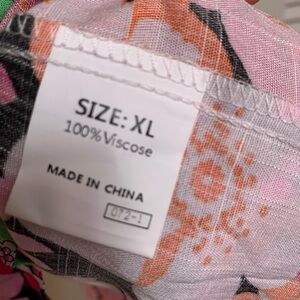 SIZE: XL
100% Viscose
MADE IN CHINA
072-1